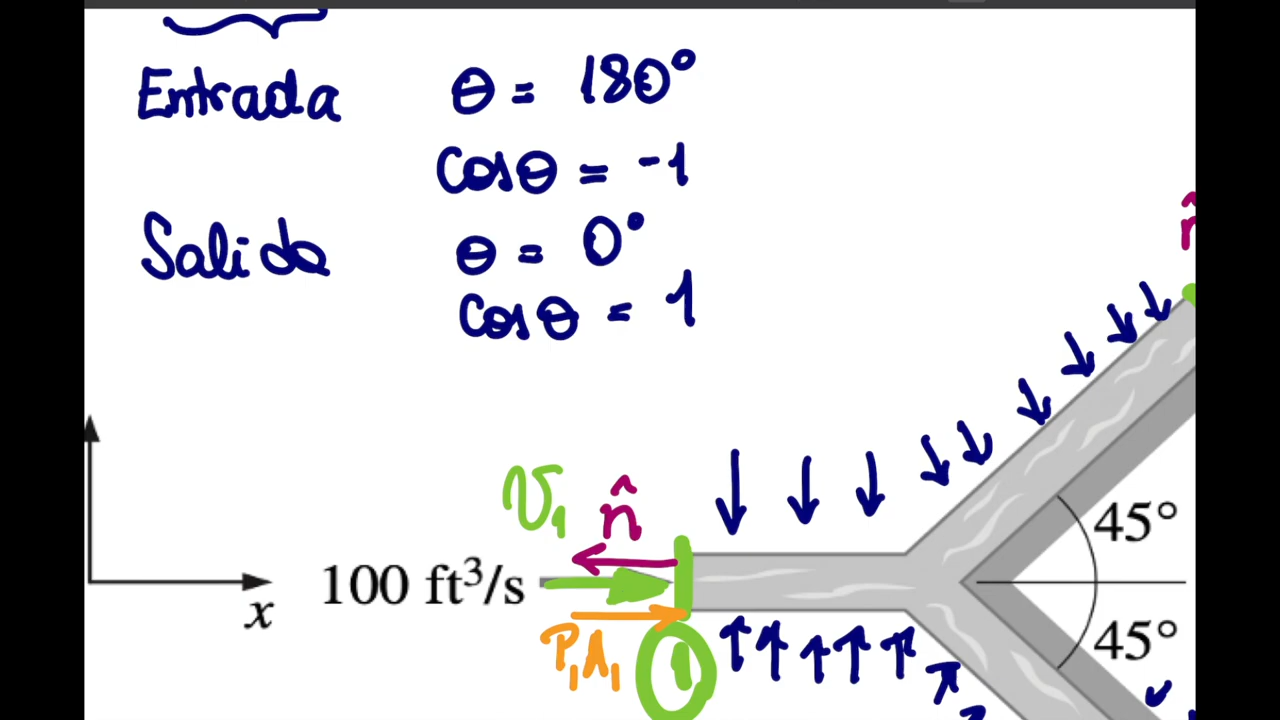 Entrada θ = 180°
cosθ = -1
Salida θ = 0°
cosθ = 1
n̂
V₁ n̂
45°
100 ft³/s
x
P₁A₁
1
45°